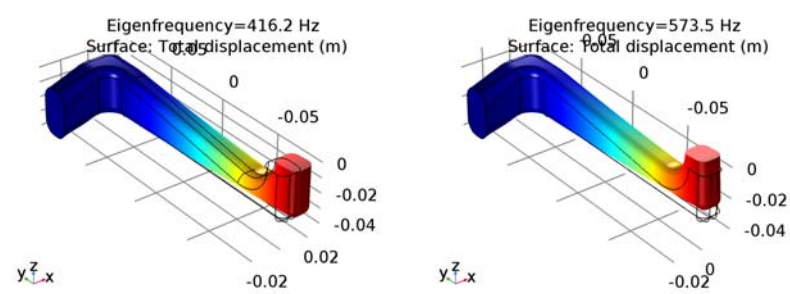 Eigenfrequency=416.2 Hz
Surface: Total displacement (m)
0.05
0
-0.05
0
-0.02
-0.04
0.02
-0.02
y z x
Eigenfrequency=573.5 Hz
Surface: Total displacement (m)
0.05
0
-0.05
0
-0.02
-0.04
0
-0.02
y z x